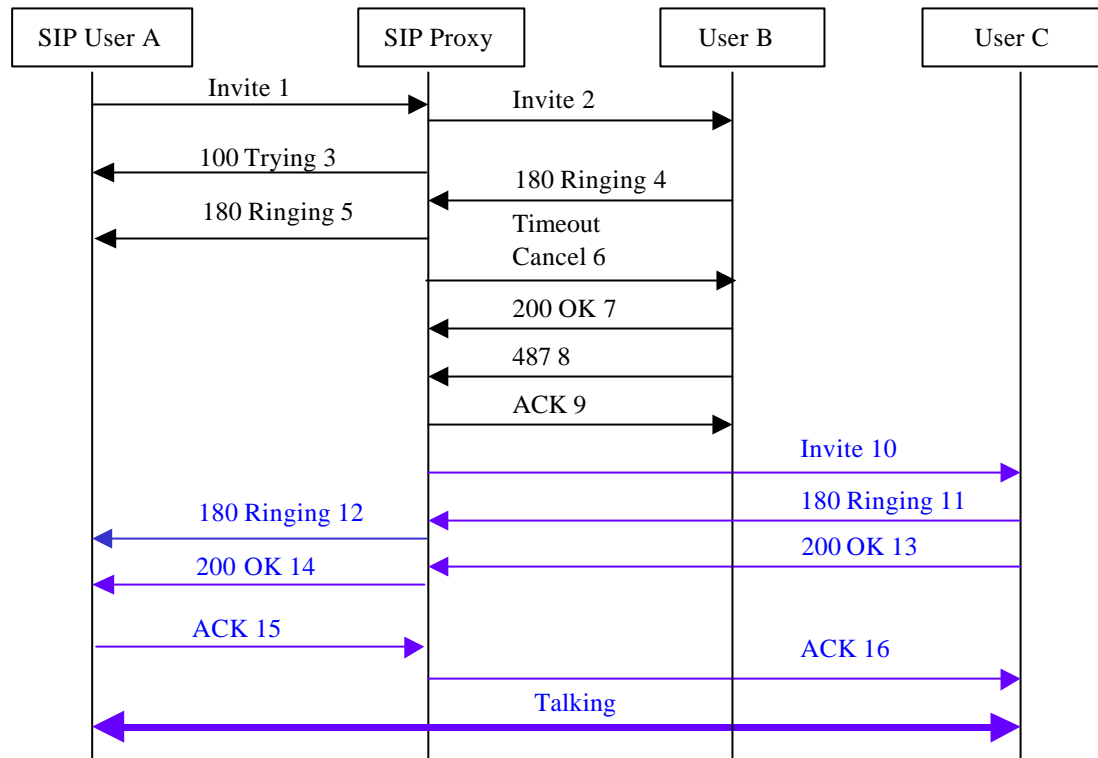 SIP User A
SIP Proxy
User B
User C
Invite 1
Invite 2
100 Trying 3
180 Ringing 4
180 Ringing 5
Timeout
Cancel 6
200 OK 7
487 8
ACK 9
Invite 10
180 Ringing 11
180 Ringing 12
200 OK 13
200 OK 14
ACK 15
ACK 16
Talking